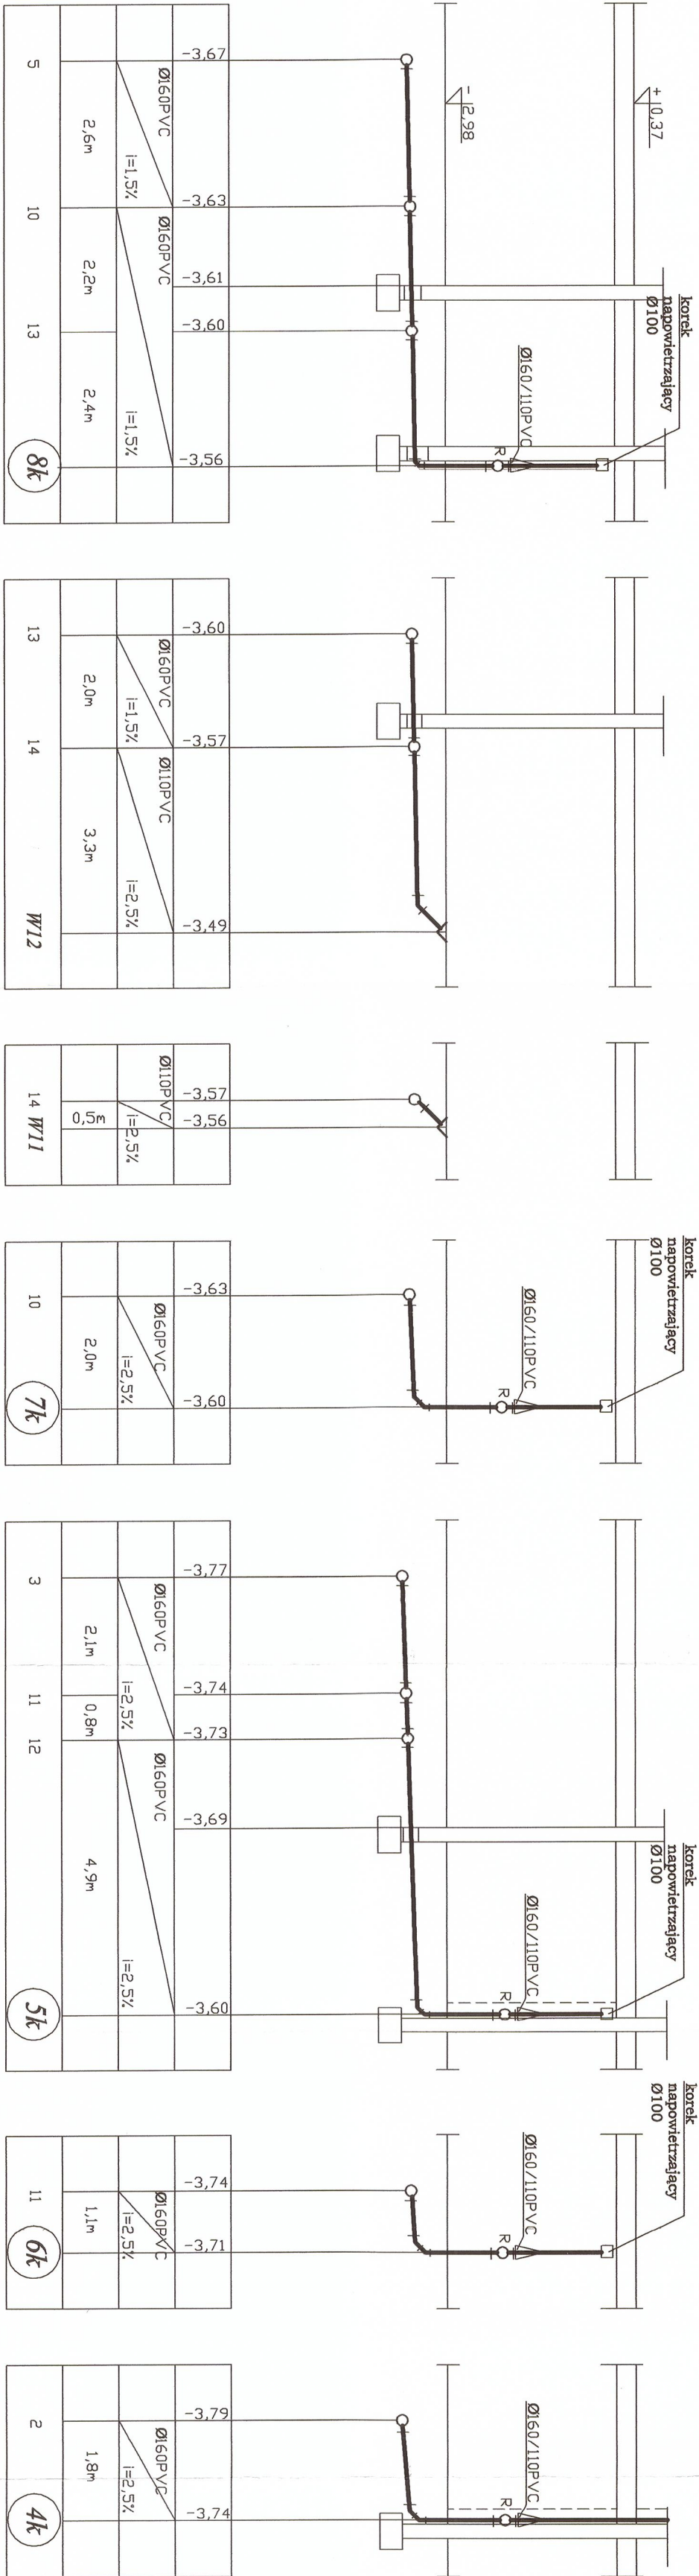 + 0,37
- 2,98
korek
napowietrzający
Ø100
Ø160/110PVC
R
-3,67
-3,63
-3,61
-3,60
-3,56
Ø160PVC
i=1,5%
Ø160PVC
i=1,5%
2,6m
2,2m
2,4m
5
10
13
8k
-3,60
-3,57
-3,49
Ø160PVC
i=1,5%
Ø110PVC
i=2,5%
2,0m
3,3m
13
14
W12
-3,57
-3,56
Ø110PVC
i=2,5%
0,5m
14
W11
korek
napowietrzający
Ø100
Ø160/110PVC
R
-3,63
-3,60
Ø160PVC
i=2,5%
2,0m
10
7k
korek
napowietrzający
Ø100
Ø160/110PVC
R
-3,77
-3,74
-3,73
-3,69
-3,60
Ø160PVC
i=2,5%
Ø160PVC
i=2,5%
2,1m
0,8m
4,9m
3
11
12
5k
korek
napowietrzający
Ø100
Ø160/110PVC
R
-3,74
-3,71
Ø160PVC
i=2,5%
1,1m
11
6k
Ø160/110PVC
R
-3,79
-3,74
Ø160PVC
i=2,5%
1,8m
2
4k